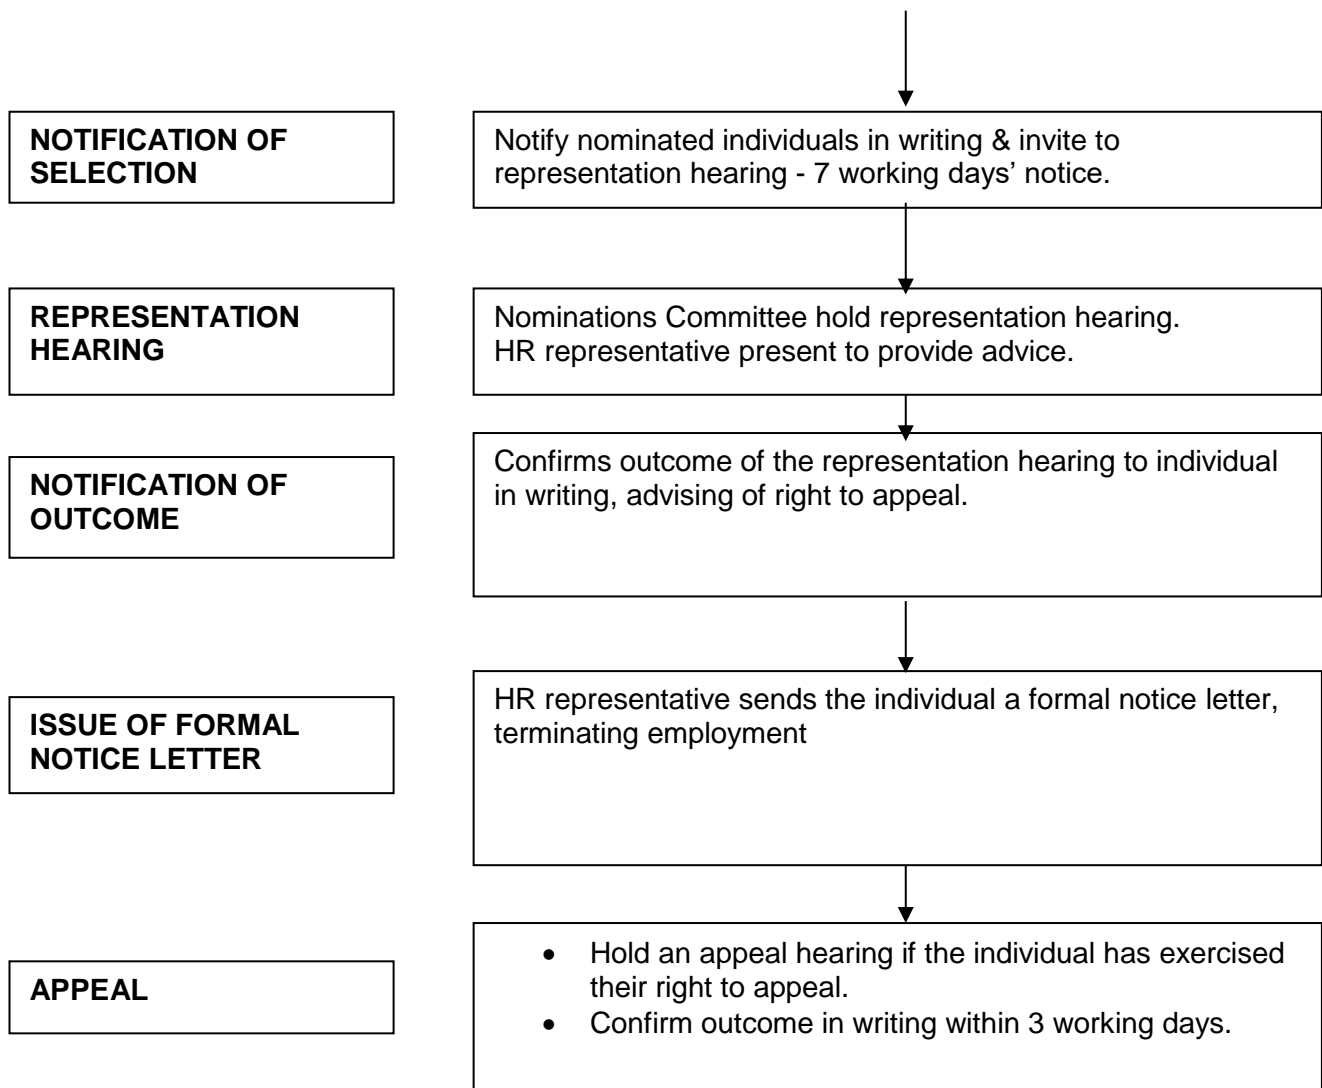 NOTIFICATION OF
SELECTION
Notify nominated individuals in writing & invite to
representation hearing - 7 working days’ notice.
REPRESENTATION
HEARING
Nominations Committee hold representation hearing.
HR representative present to provide advice.
NOTIFICATION OF
OUTCOME
Confirms outcome of the representation hearing to individual
in writing, advising of right to appeal.
ISSUE OF FORMAL
NOTICE LETTER
HR representative sends the individual a formal notice letter,
terminating employment
APPEAL
• Hold an appeal hearing if the individual has exercised
their right to appeal.
• Confirm outcome in writing within 3 working days.